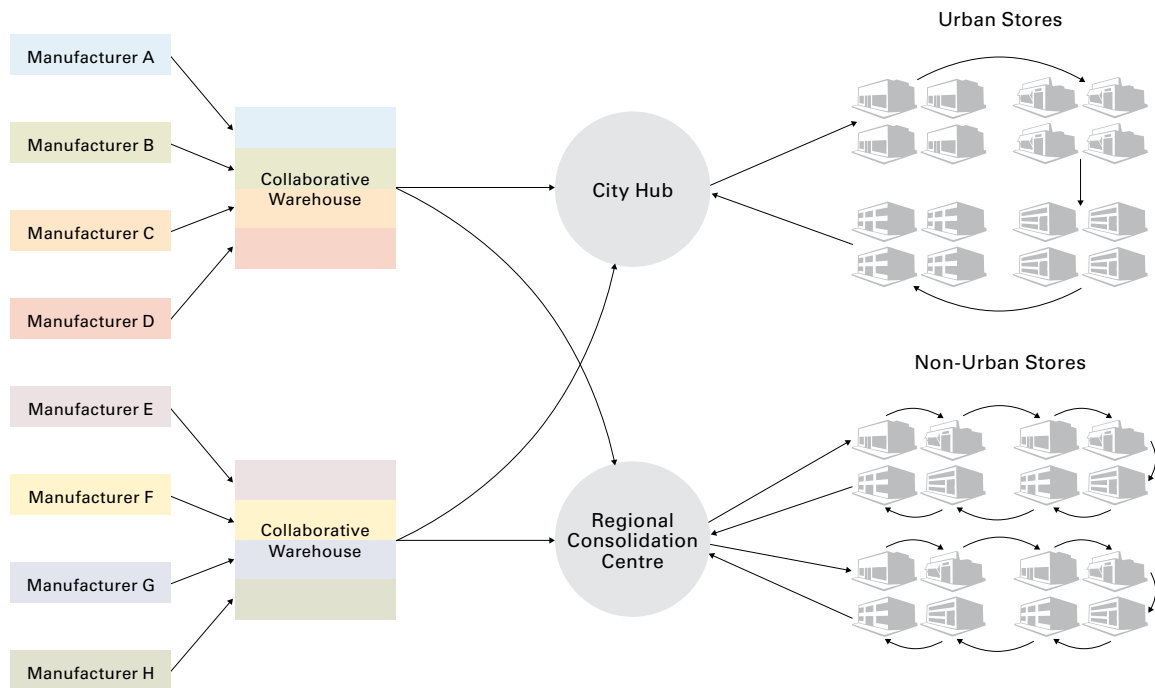 Urban Stores
Manufacturer A
Manufacturer B
Manufacturer C
Manufacturer D
Collaborative
Warehouse
City Hub
Non-Urban Stores
Manufacturer E
Manufacturer F
Manufacturer G
Manufacturer H
Collaborative
Warehouse
Regional
Consolidation
Centre